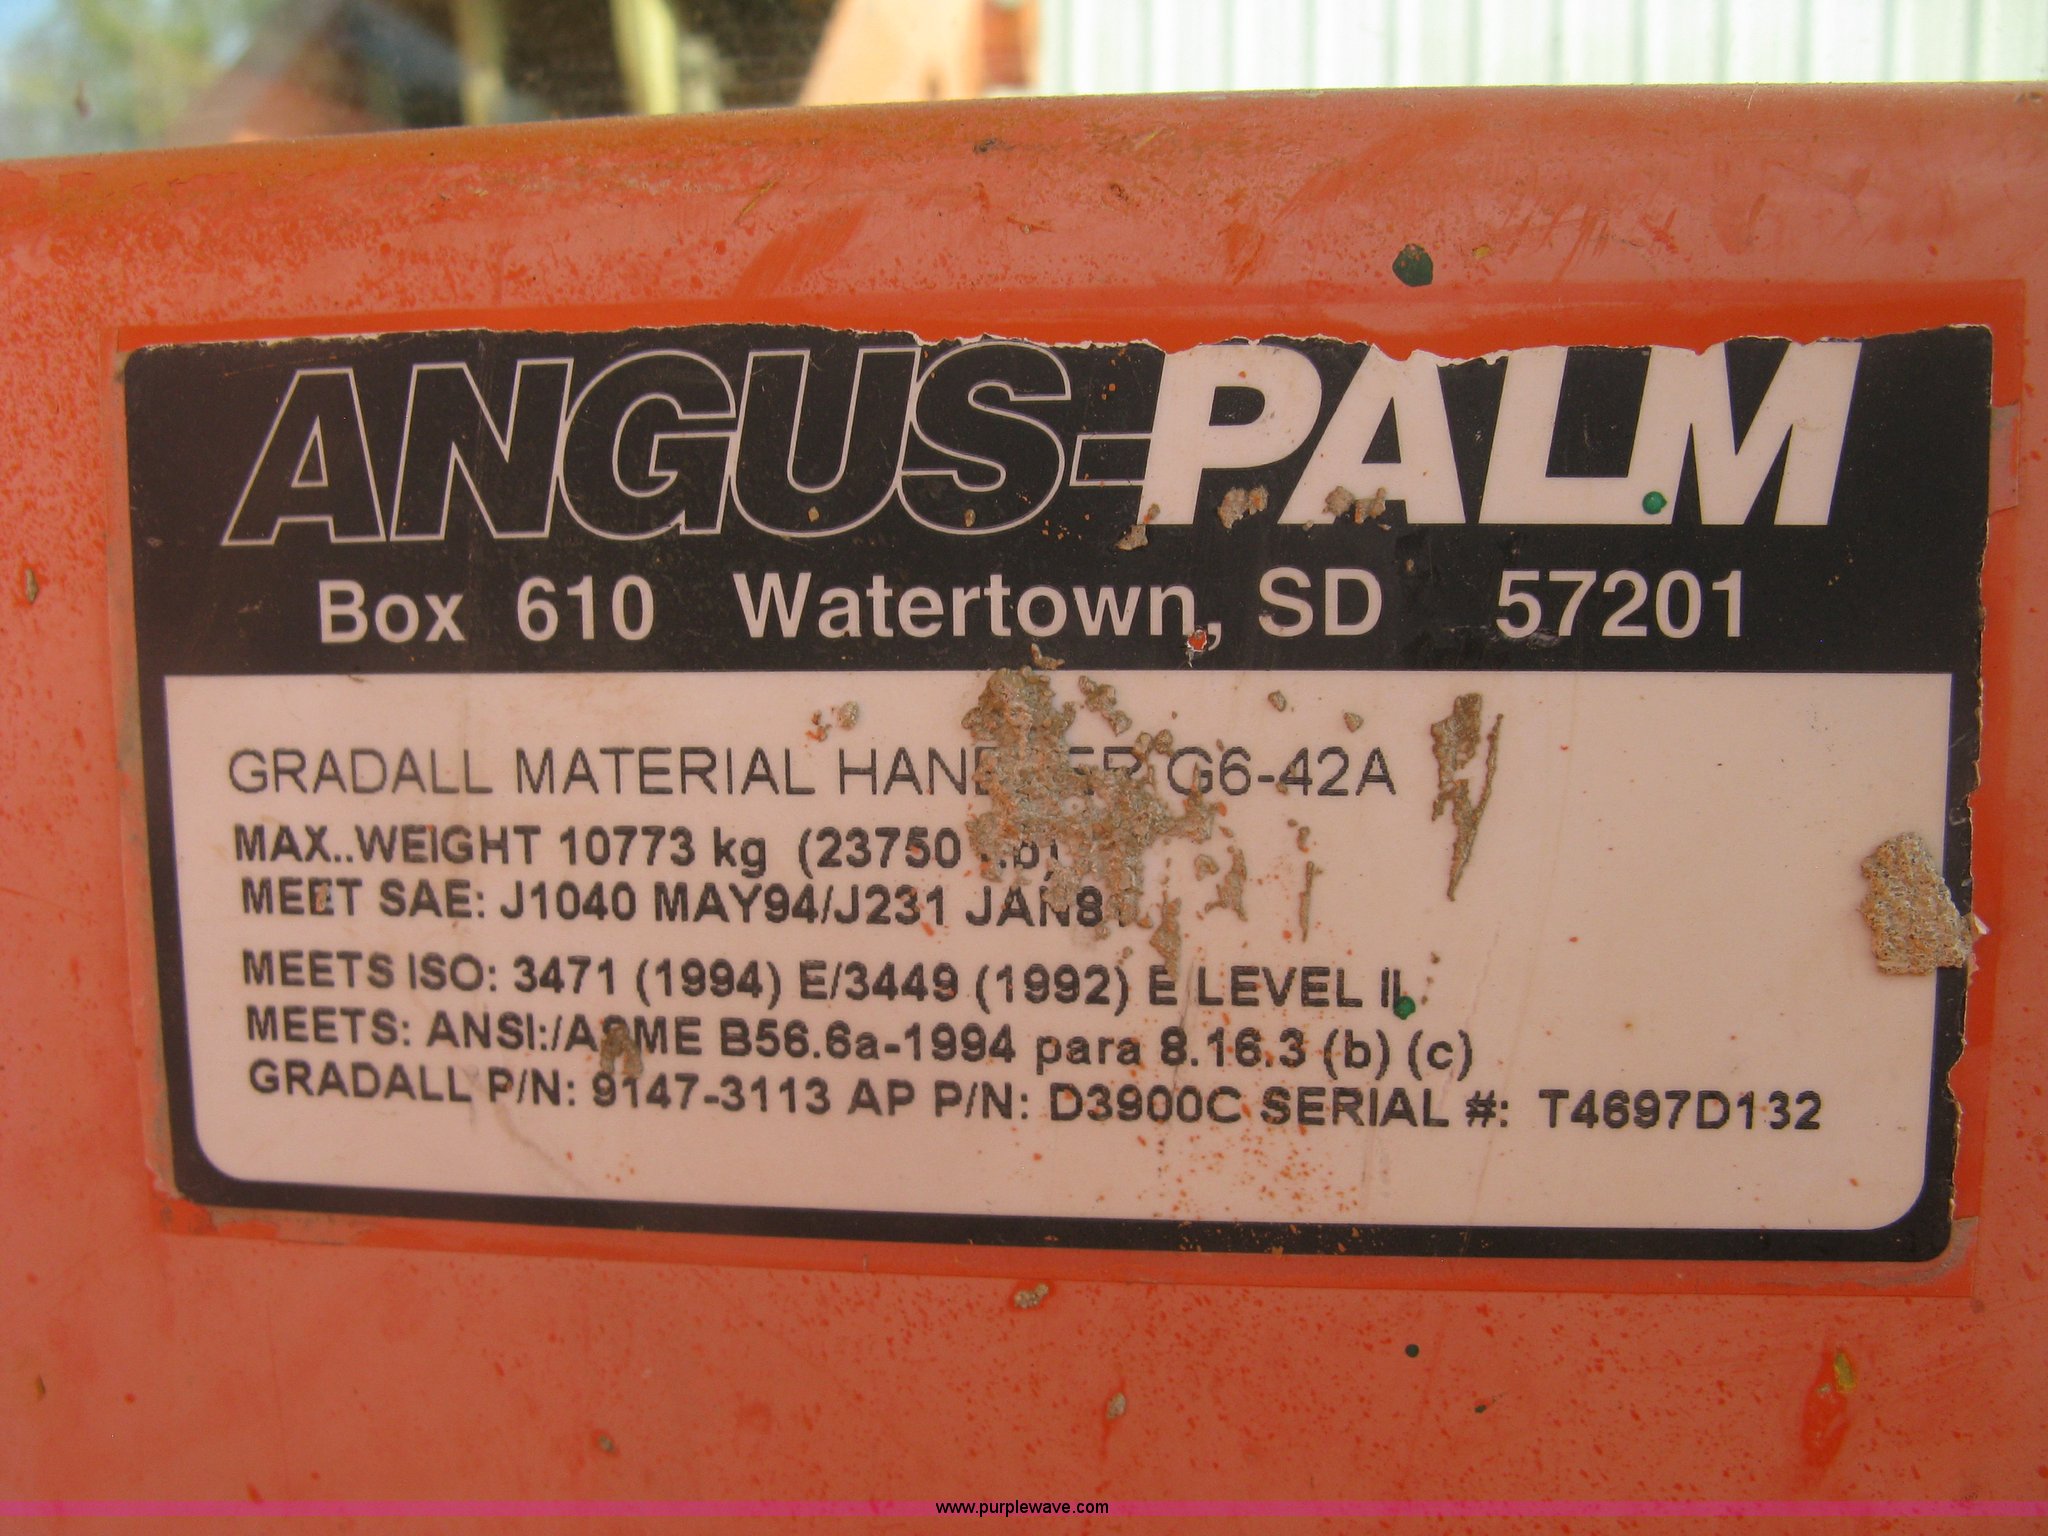 ANGUS-PALM
Box 610 Watertown, SD 57201
GRADALL MATERIAL G6-42A
MAX..WEIGHT 10773 kg (23750
MEET SAE: J1040 MAY94/J231
MEETS ISO: 3471 (1994) E/3449 (1992) E LEVEL II
MEETS: ANSI:/ASME B56.6a-1994 para 8.16.3 (b) (c)
GRADALL P/N: 9147-3113 AP P/N: D3900C SERIAL #: T4697D132
www.purplewave.com